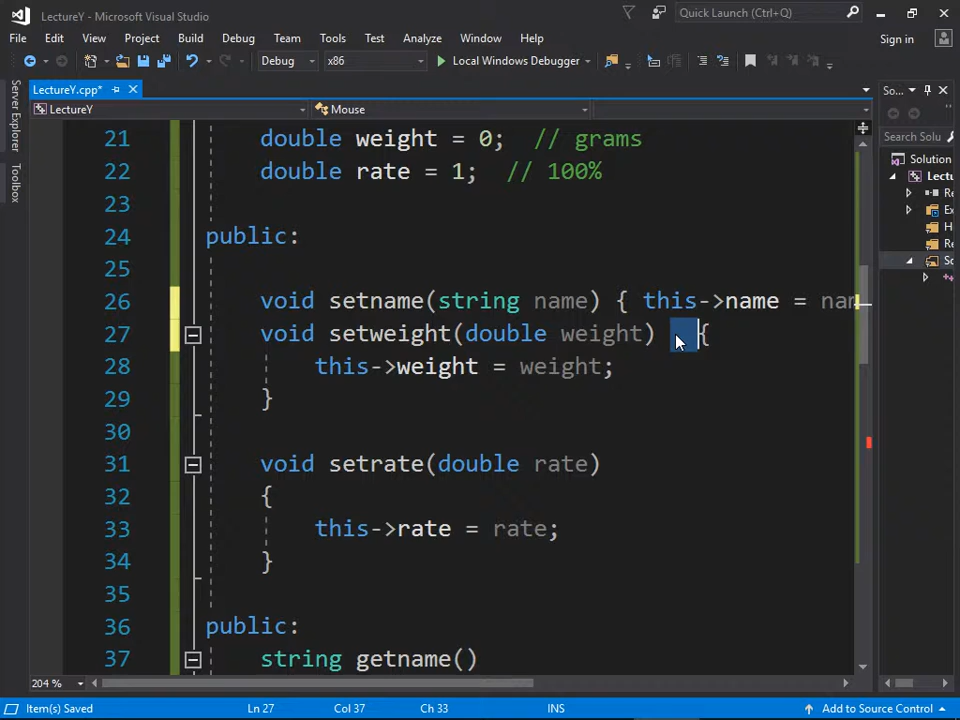 LectureY - Microsoft Visual Studio
Quick Launch (Ctrl+Q)
File Edit View Project Build Debug Team Tools Test Analyze Window Help
Sign in
Debug x86 Local Windows Debugger
LectureY.cpp*
So...
LectureY
Mouse
Server Explorer
Toolbox
Search Solu
Solution
Lectu
Re
Ex
H
Re
So
21 double weight = 0; // grams
22 double rate = 1; // 100%
23
24 public:
25
26 void setname(string name) { this->name = nam
27 void setweight(double weight) {
28 this->weight = weight;
29 }
30
31 void setrate(double rate)
32 {
33 this->rate = rate;
34 }
35
36 public:
37 string getname()
204 %
Item(s) Saved Ln 27 Col 37 Ch 33 INS Add to Source Control